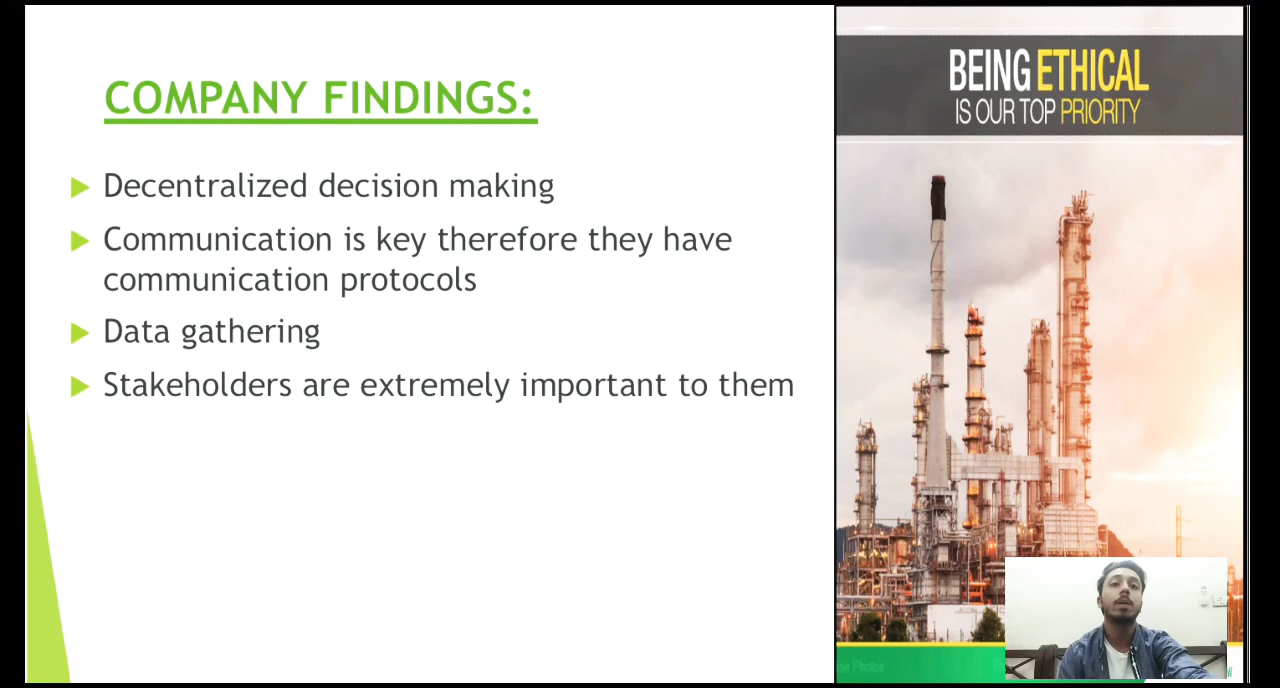 COMPANY FINDINGS:
Decentralized decision making
Communication is key therefore they have
communication protocols
Data gathering
Stakeholders are extremely important to them
BEING ETHICAL
IS OUR TOP PRIORITY
Photos